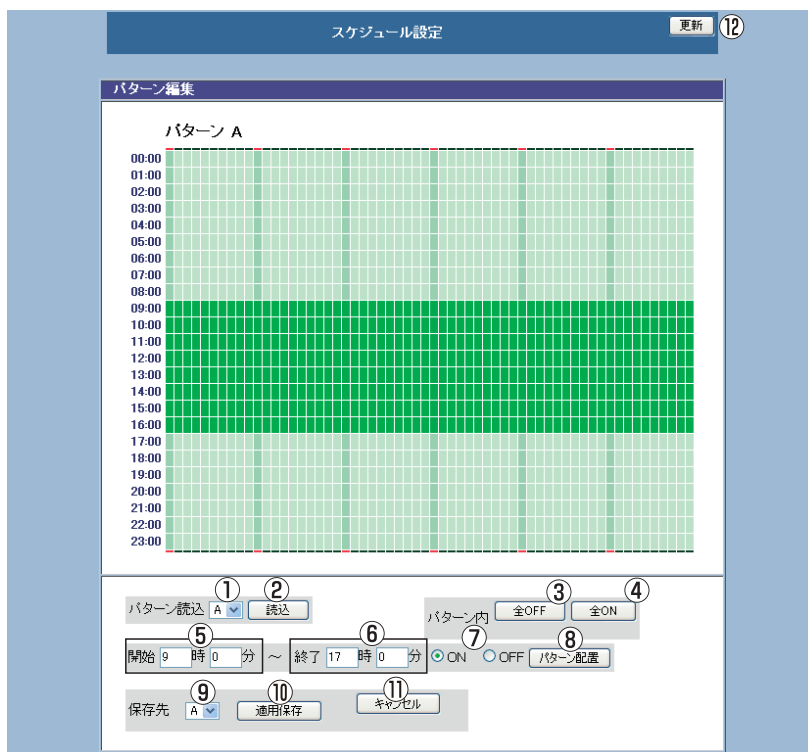 スケジュール設定 更新 ⑫
パターン編集
パターン A
00:00
01:00
02:00
03:00
04:00
05:00
06:00
07:00
08:00
09:00
10:00
11:00
12:00
13:00
14:00
15:00
16:00
17:00
18:00
19:00
20:00
21:00
22:00
23:00
① ② ③ ④
パターン読込 A 読込 パターン内 全OFF 全ON
⑤ ⑥ ⑦ ⑧
開始 9 時 0 分 ~ 終了 17 時 0 分 ON OFF パターン配置
⑨ ⑩ ⑪
保存先 A 適用保存 キャンセル